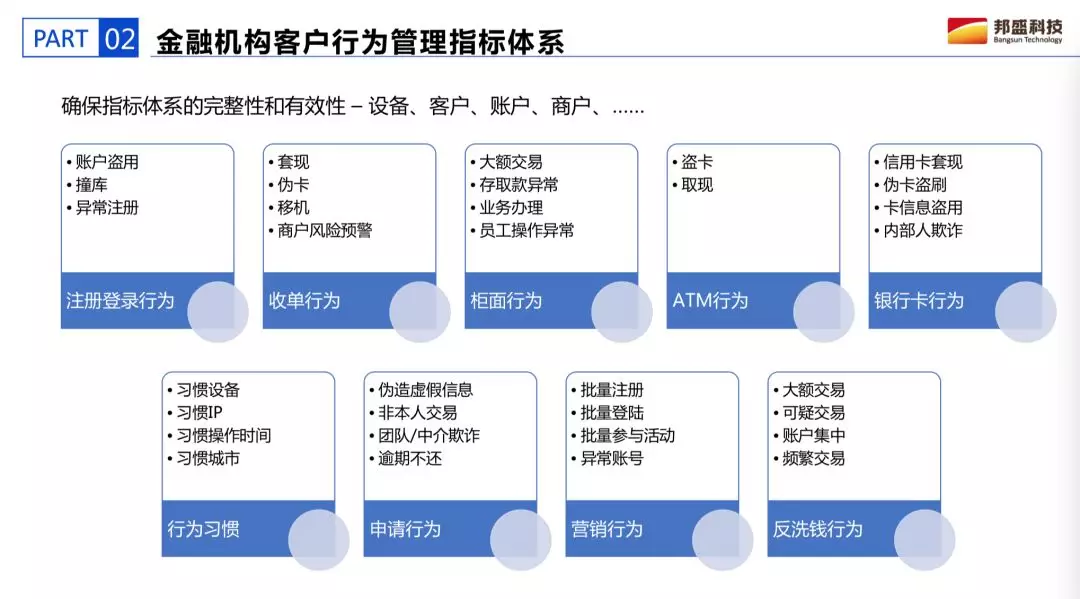 PART 02 金融机构客户行为管理指标体系
邦盛科技
Bangsun Technology
确保指标体系的完整性和有效性 – 设备、客户、账户、商户、……
• 账户盗用
• 撞库
• 异常注册
注册登录行为
• 套现
• 伪卡
• 移机
• 商户风险预警
收单行为
• 大额交易
• 存取款异常
• 业务办理
• 员工操作异常
柜面行为
• 盗卡
• 取现
ATM行为
• 信用卡套现
• 伪卡盗刷
• 卡信息盗用
• 内部人欺诈
银行卡行为
• 习惯设备
• 习惯IP
• 习惯操作时间
• 习惯城市
行为习惯
• 伪造虚假信息
• 非本人交易
• 团队/中介欺诈
• 逾期不还
申请行为
• 批量注册
• 批量登陆
• 批量参与活动
• 异常账号
营销行为
• 大额交易
• 可疑交易
• 账户集中
• 频繁交易
反洗钱行为